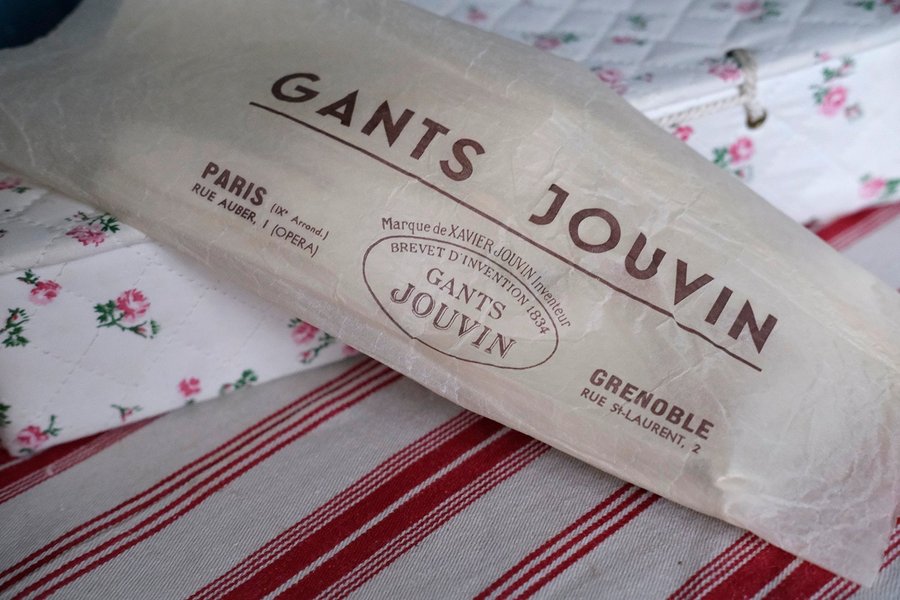 GANTS JOUVIN
PARIS (IXe Arrond.)
RUE AUBER, 1 (OPERA)
Marque de XAVIER JOUVIN Inventeur
BREVET D'INVENTION 1834
GANTS
JOUVIN
GRENOBLE
RUE St-LAURENT, 2